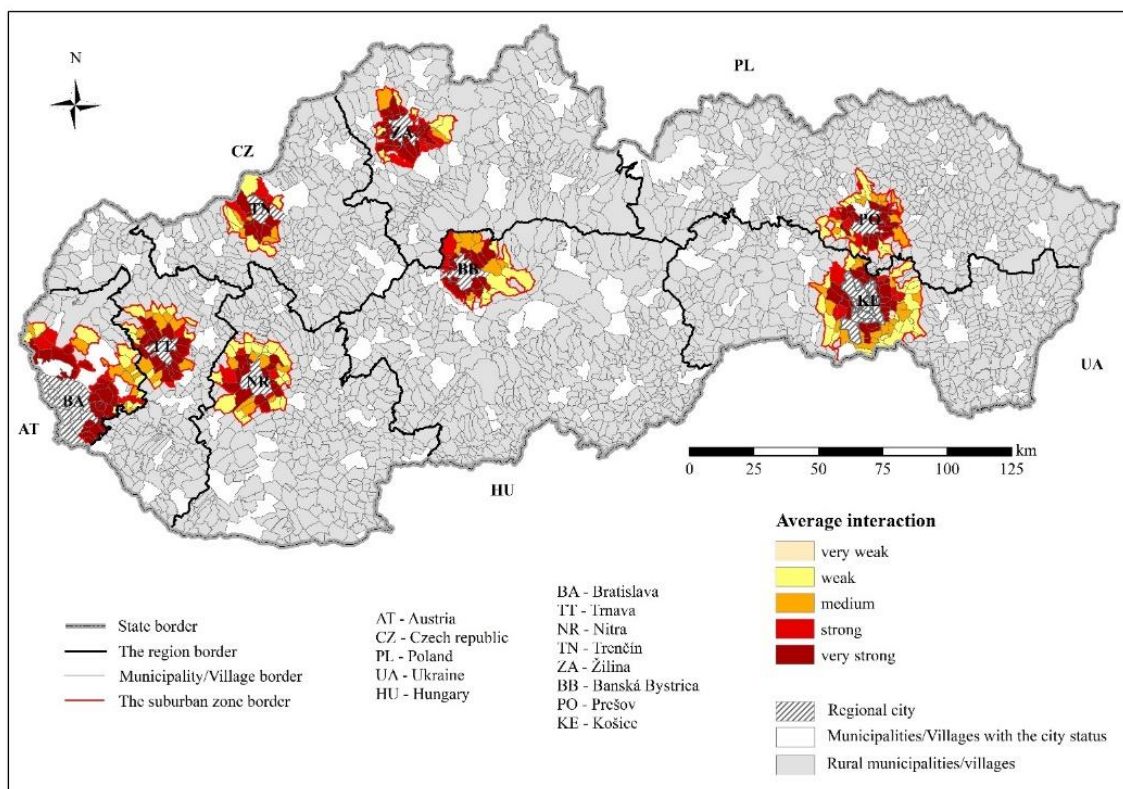 N
PL
CZ
ZA
TN
PO
BB
KE
TT
NR
UA
BA
AT
HU
km
0 25 50 75 100 125
Average interaction
very weak
weak
medium
strong
very strong
Regional city
Municipalities/Villages with the city status
Rural municipalities/villages
State border
The region border
Municipality/Village border
The suburban zone border
AT - Austria
CZ - Czech republic
PL - Poland
UA - Ukraine
HU - Hungary
BA - Bratislava
TT - Trnava
NR - Nitra
TN - Trenčín
ZA - Žilina
BB - Banská Bystrica
PO - Prešov
KE - Košice